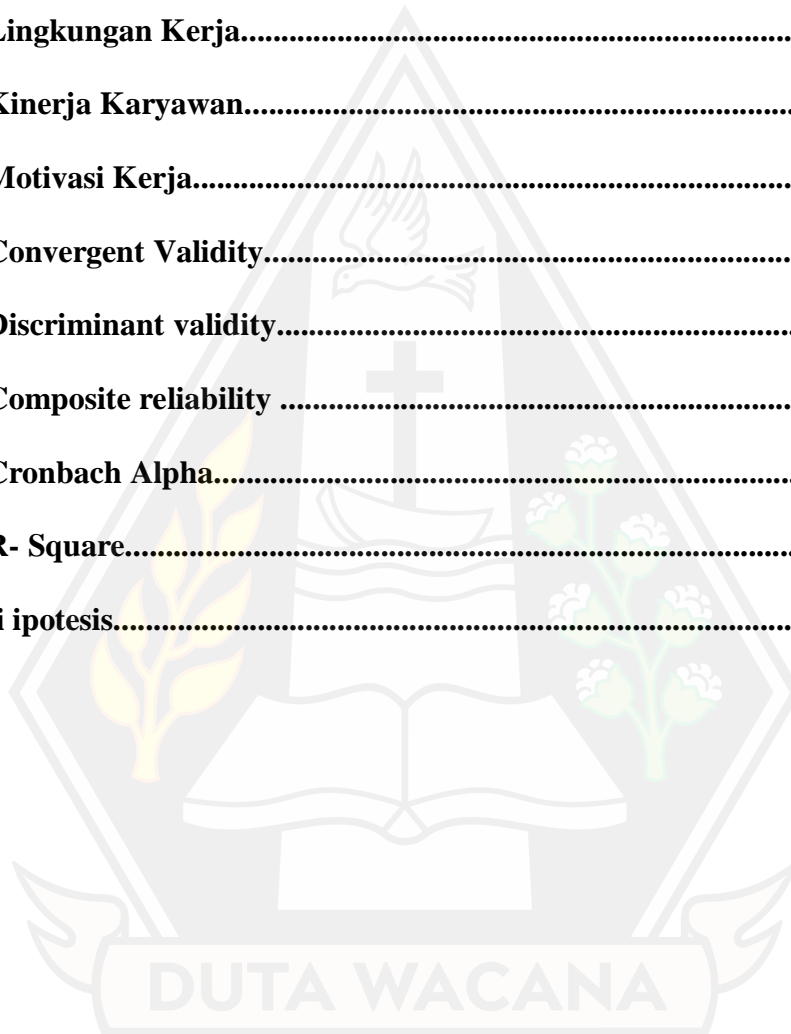 Lingkungan Kerja........................................................................
Kinerja Karyawan........................................................................
Motivasi Kerja..............................................................................
Convergent Validity.....................................................................
Discriminant validity...................................................................
Composite reliability ..................................................................
Cronbach Alpha...........................................................................
R- Square......................................................................................
i ipotesis.......................................................................................
DUTA WACANA